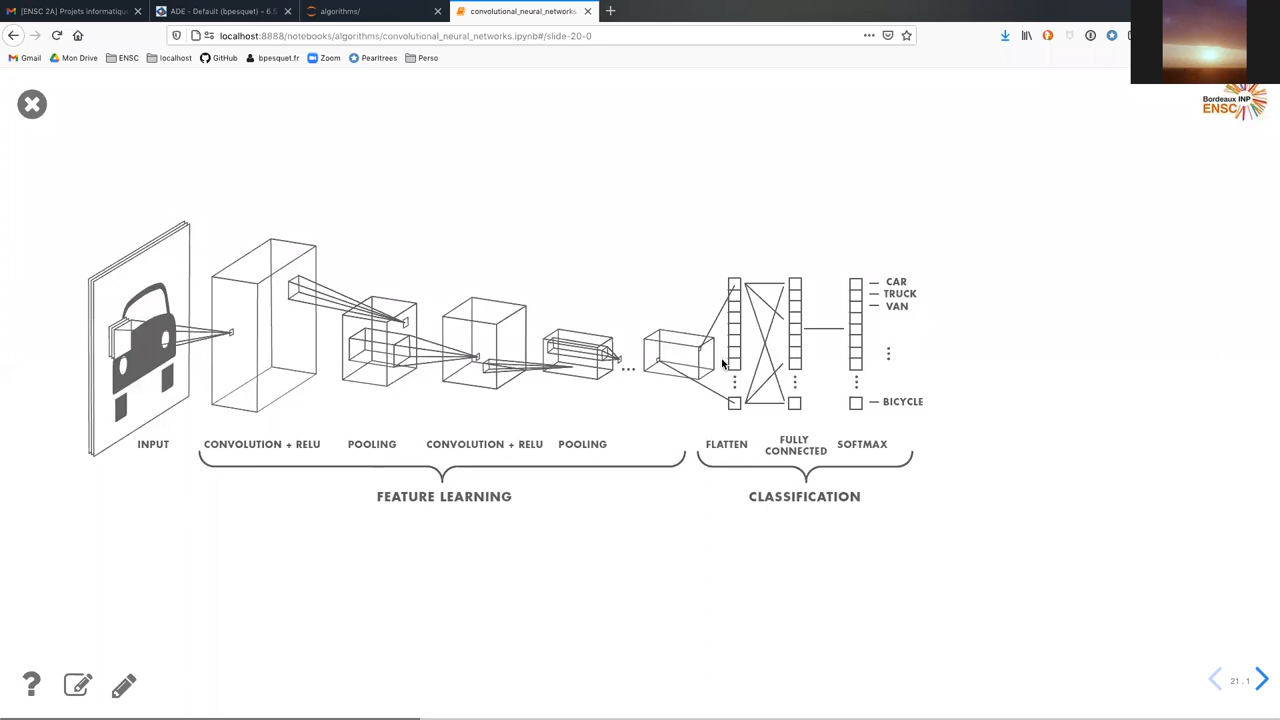 [ENSC 2A] Projets informatiqu
ADE - Default (bpesquet) - 6.5
algorithms/
convolutional_neural_networks
localhost:8888/notebooks/algorithms/convolutional_neural_networks.ipynb#/slide-20-0
Gmail
Mon Drive
ENSC
localhost
GitHub
bpesquet.fr
Zoom
Pearltrees
Perso
Bordeaux INP
ENSC
CAR
TRUCK
VAN
BICYCLE
INPUT
CONVOLUTION + RELU
POOLING
CONVOLUTION + RELU
POOLING
FLATTEN
FULLY
CONNECTED
SOFTMAX
FEATURE LEARNING
CLASSIFICATION
?
21.1